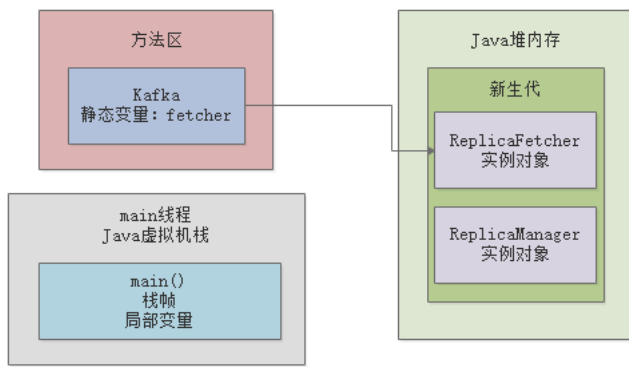 方法区
Kafka
静态变量：fetcher
main线程
Java虚拟机栈
main()
栈帧
局部变量
Java堆内存
新生代
ReplicaFetcher
实例对象
ReplicaManager
实例对象